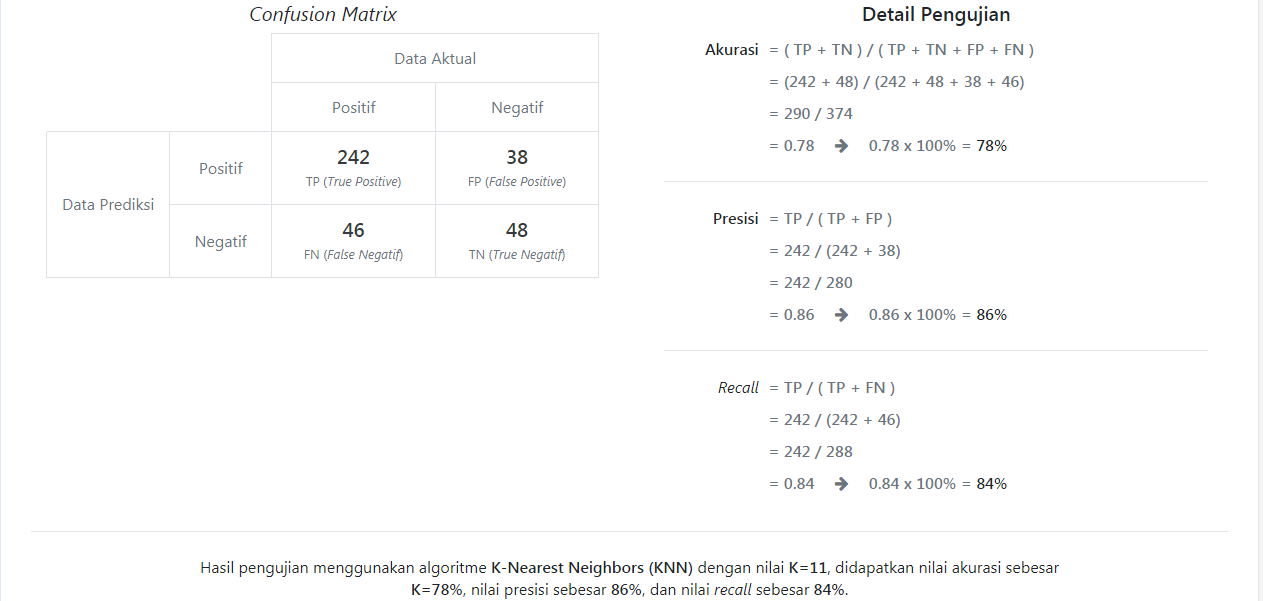 Confusion Matrix
Data Aktual
Positif Negatif
Data Prediksi
Positif
242
TP (True Positive)
38
FP (False Positive)
Negatif
46
FN (False Negatif)
48
TN (True Negatif)
Detail Pengujian
Akurasi = ( TP + TN ) / ( TP + TN + FP + FN )
= (242 + 48) / (242 + 48 + 38 + 46)
= 290 / 374
= 0.78 ➔ 0.78 x 100% = 78%
Presisi = TP / ( TP + FP )
= 242 / (242 + 38)
= 242 / 280
= 0.86 ➔ 0.86 x 100% = 86%
Recall = TP / ( TP + FN )
= 242 / (242 + 46)
= 242 / 288
= 0.84 ➔ 0.84 x 100% = 84%
Hasil pengujian menggunakan algoritme K-Nearest Neighbors (KNN) dengan nilai K=11, didapatkan nilai akurasi sebesar
K=78%, nilai presisi sebesar 86%, dan nilai recall sebesar 84%.